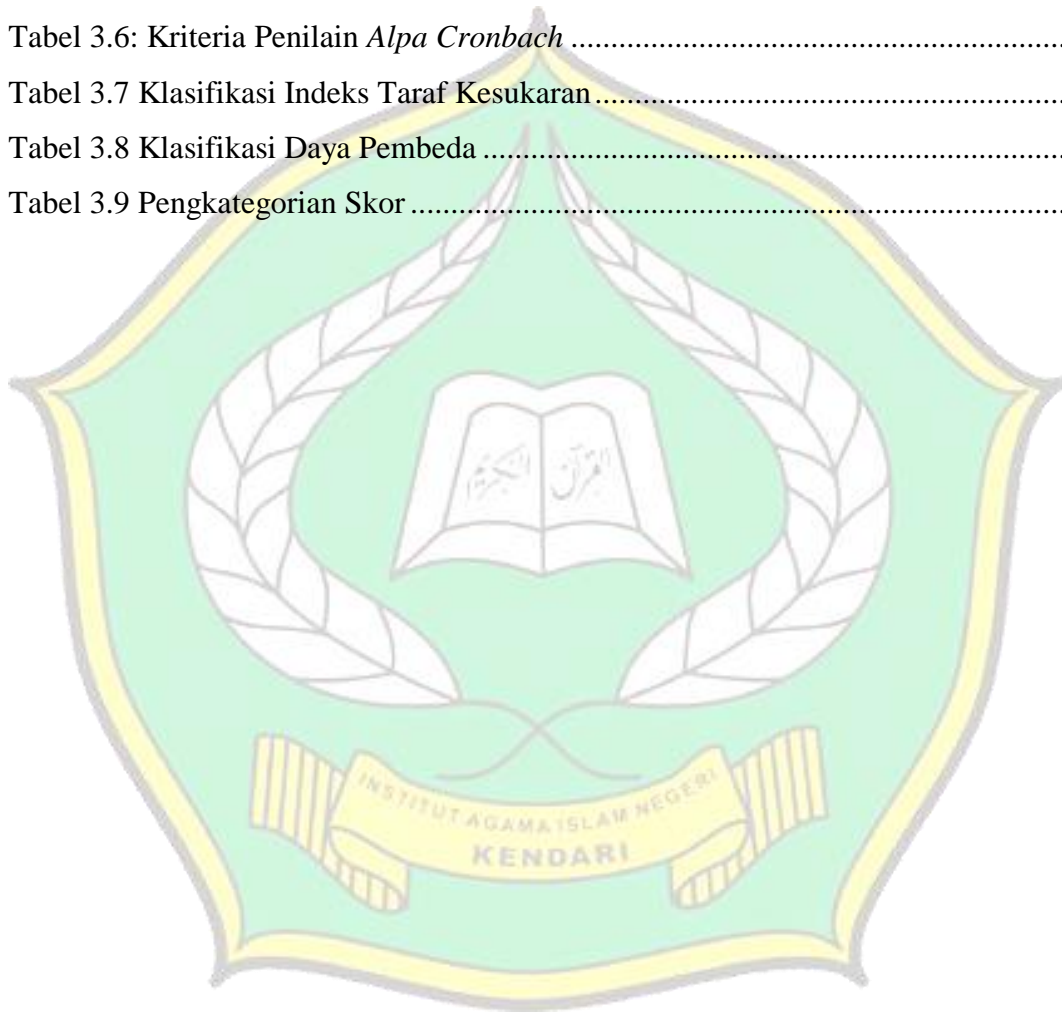 Tabel 3.6: Kriteria Penilain Alpa Cronbach ......................................................................
Tabel 3.7 Klasifikasi Indeks Taraf Kesukaran ...................................................................
Tabel 3.8 Klasifikasi Daya Pembeda ..................................................................................
Tabel 3.9 Pengkategorian Skor ...........................................................................................
INSTITUT AGAMA ISLAM NEGERI
KENDARI